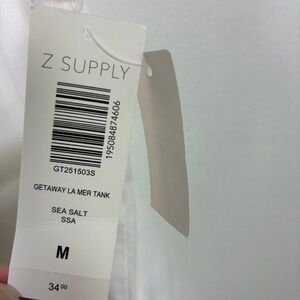 Z SUPPLY
195084874606
GT251503S
GETAWAY LA MER TANK
SEA SALT
SSA
M
34 00